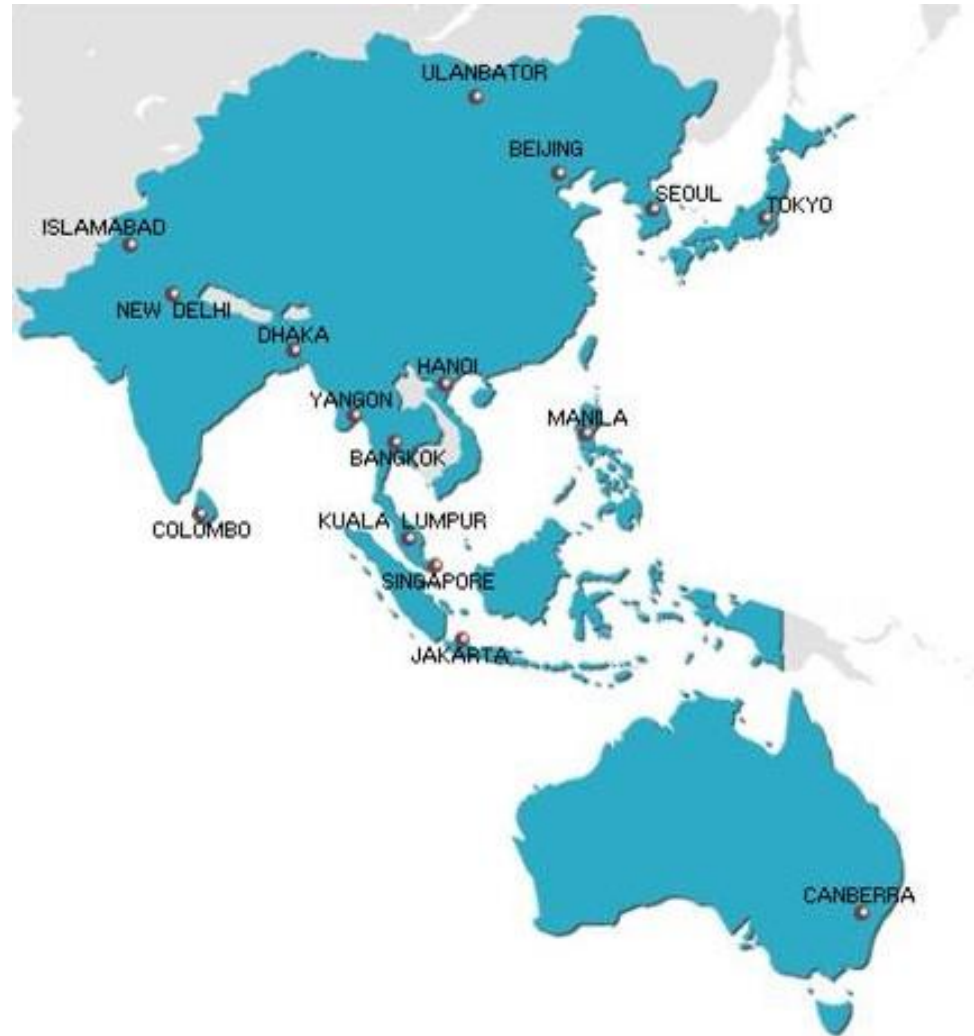 ULANBATOR
BEIJING
SEOUL
TOKYO
ISLAMABAD
NEW DELHI
DHAKA
HANOI
YANGON
MANILA
BANGKOK
KUALA LUMPUR
COLOMBO
SINGAPORE
JAKARTA
CANBERRA